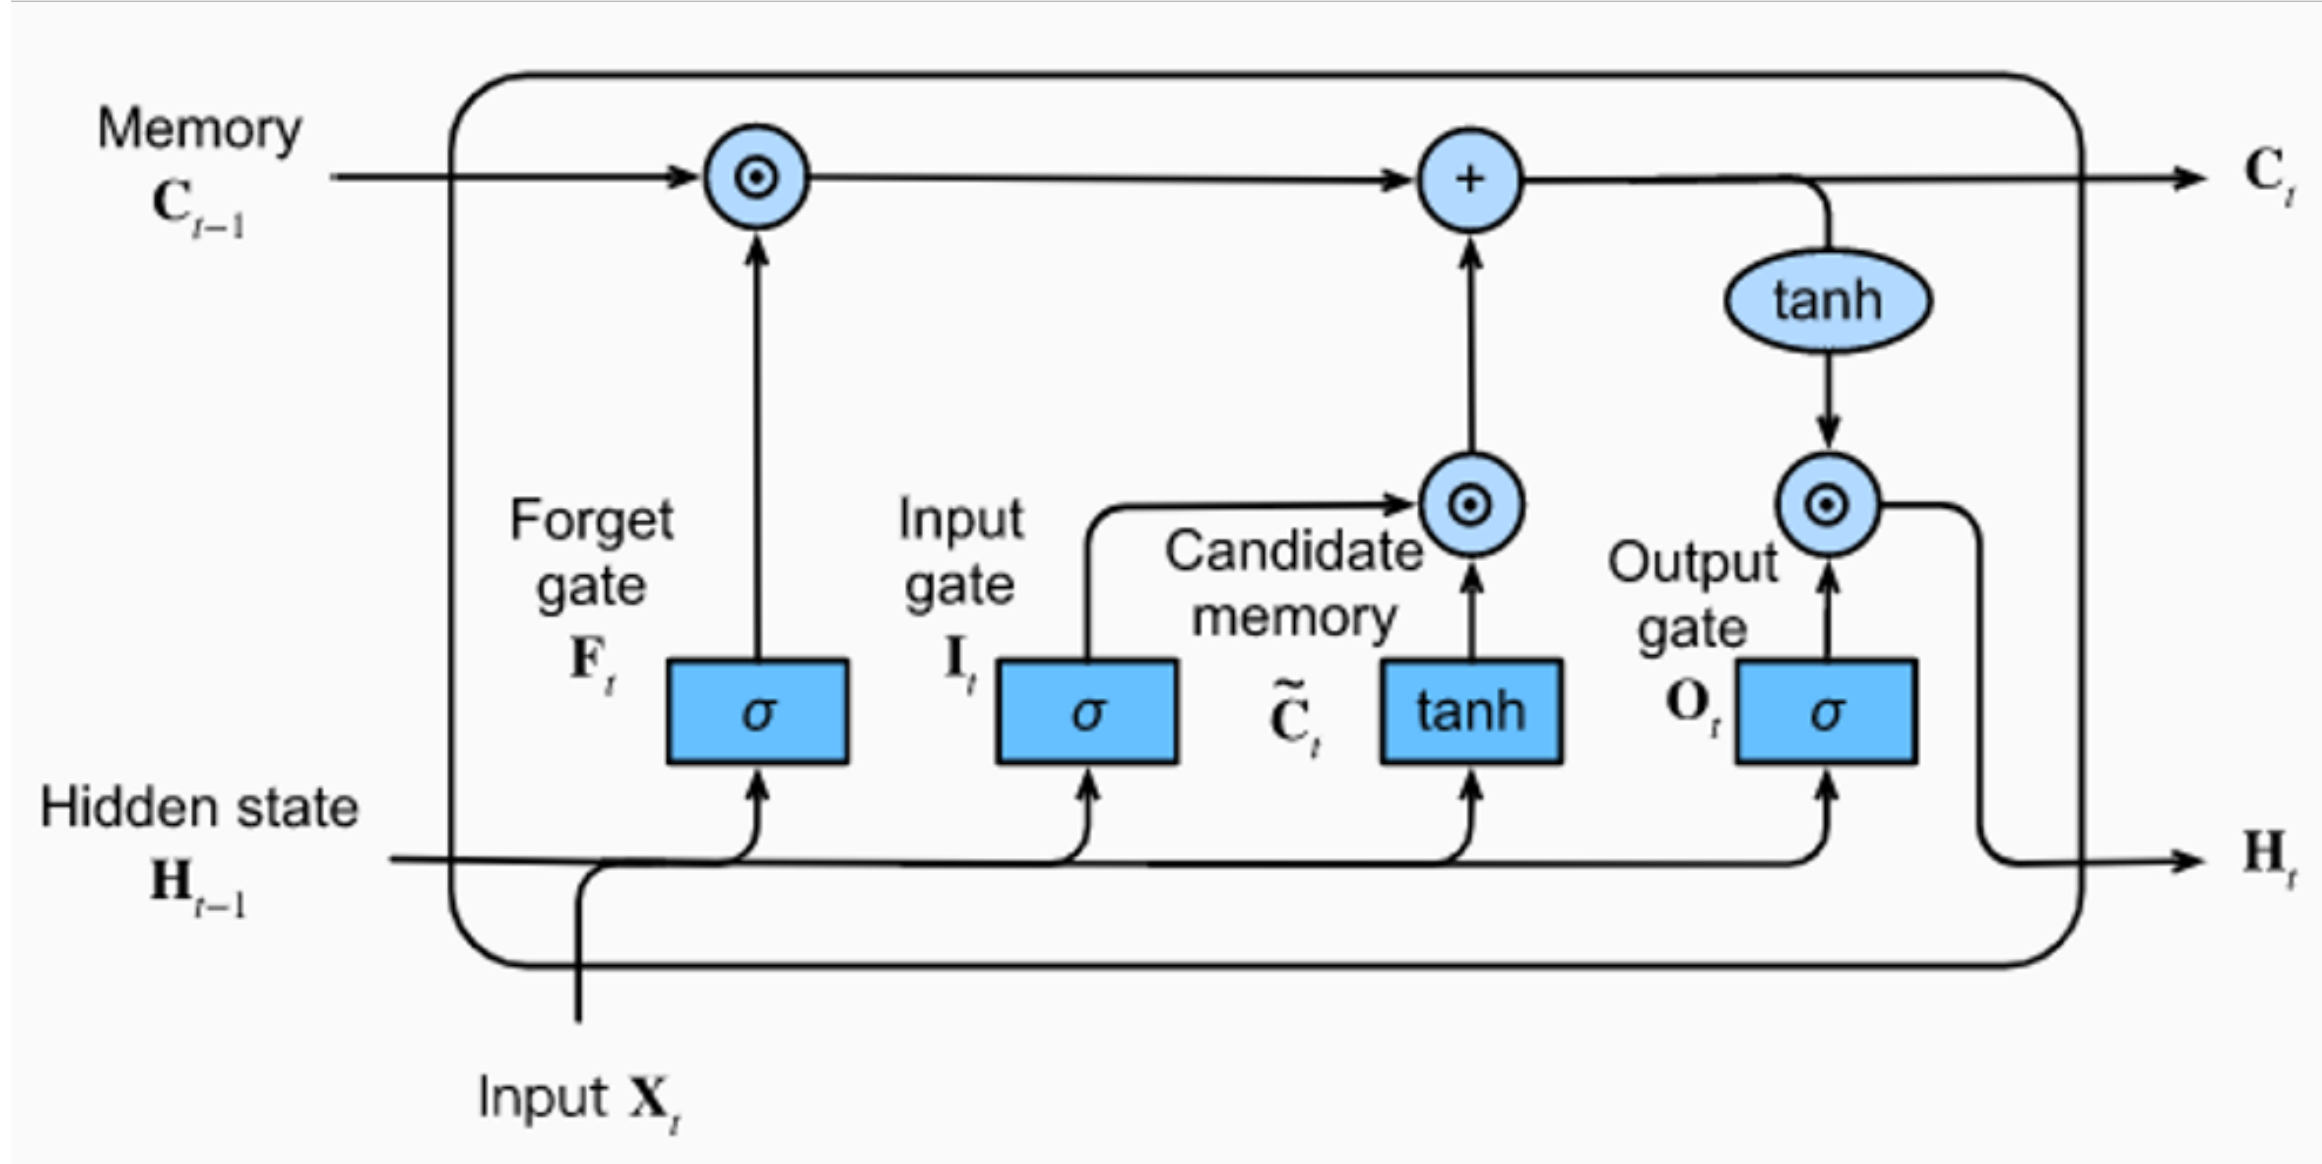 Memory
C_{t-1}
⊙
+
C_t
tanh
Forget
gate
F_t
Input
gate
I_t
⊙
Candidate
memory
C̃_t
⊙
Output
gate
O_t
σ
σ
tanh
σ
Hidden state
H_{t-1}
H_t
Input X_t